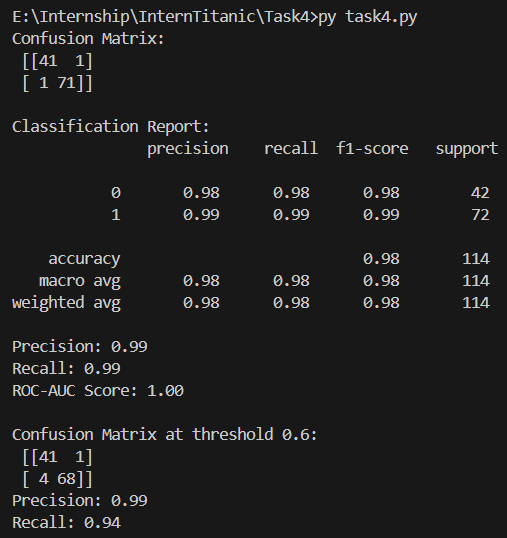 E:\Internship\InternTitanic\Task4>py task4.py
Confusion Matrix:
 [[41  1]
 [ 1 71]]

Classification Report:
              precision    recall  f1-score   support

           0       0.98      0.98      0.98        42
           1       0.99      0.99      0.99        72

    accuracy                           0.98       114
   macro avg       0.98      0.98      0.98       114
weighted avg       0.98      0.98      0.98       114

Precision: 0.99
Recall: 0.99
ROC-AUC Score: 1.00

Confusion Matrix at threshold 0.6:
 [[41  1]
 [ 4 68]]
Precision: 0.99
Recall: 0.94